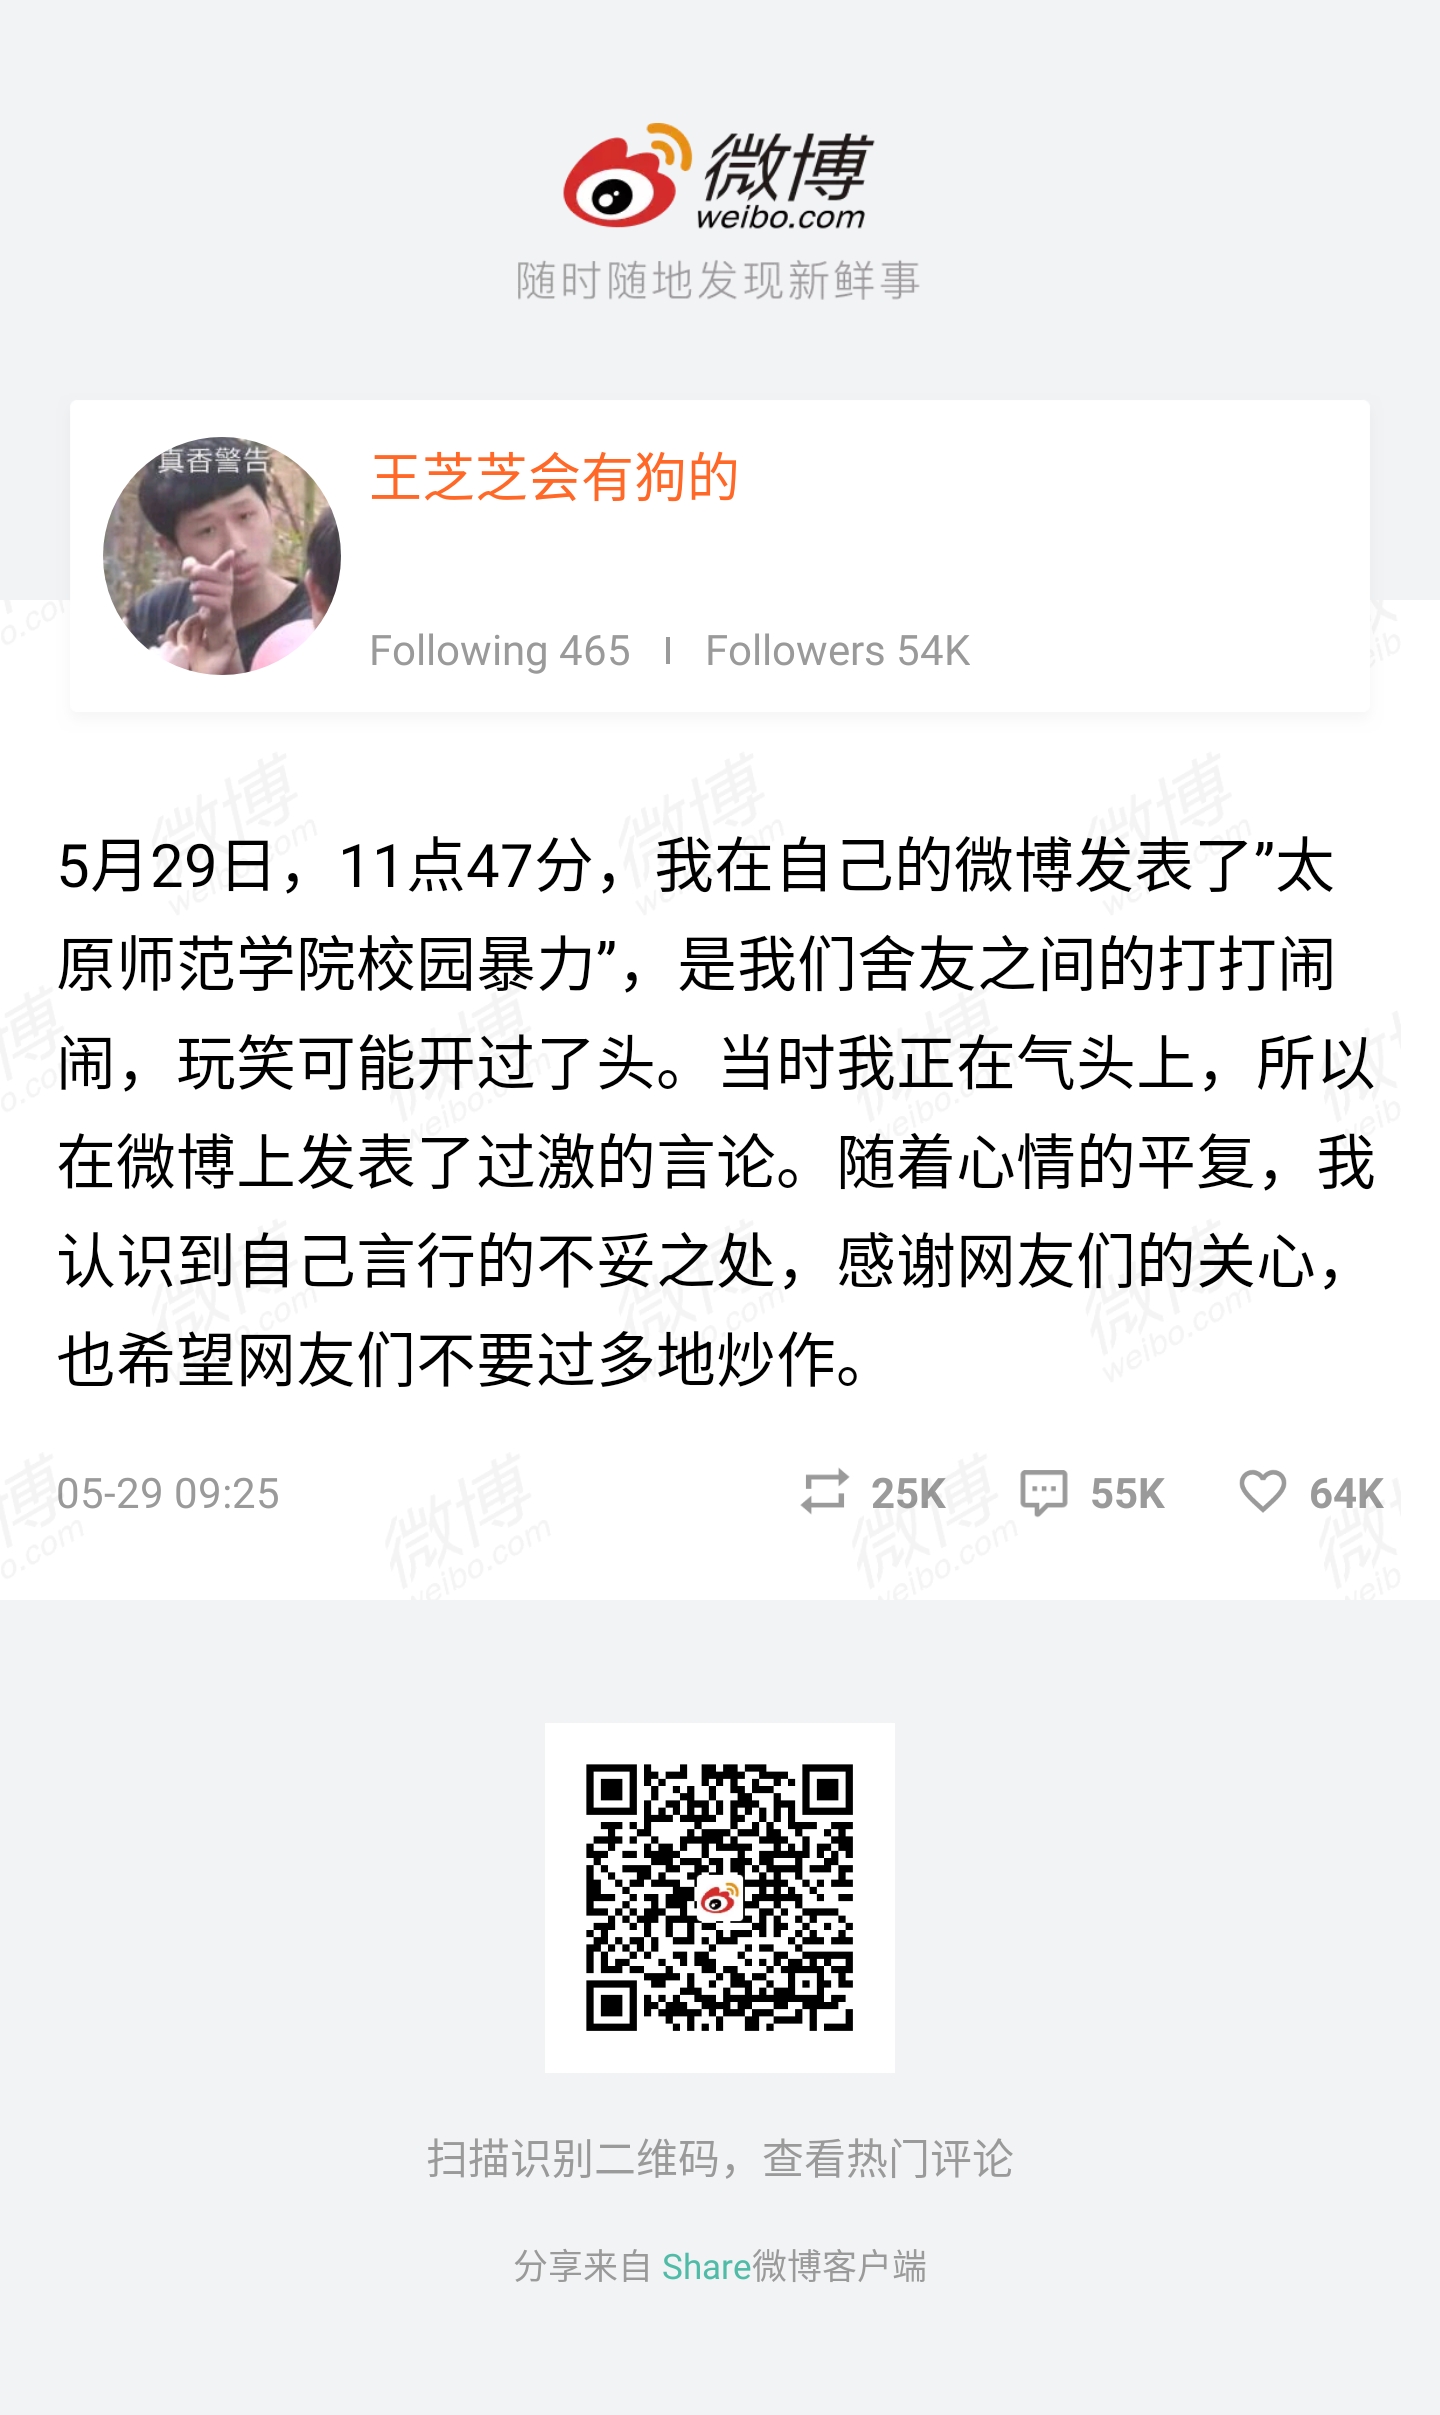 微博
weibo.com
随时随地发现新鲜事
真香警告
王芝芝会有狗的
Following 465 | Followers 54K
5月29日，11点47分，我在自己的微博发表了”太
原师范学院校园暴力”，是我们舍友之间的打打闹
闹，玩笑可能开过了头。当时我正在气头上，所以
在微博上发表了过激的言论。随着心情的平复，我
认识到自己言行的不妥之处，感谢网友们的关心，
也希望网友们不要过多地炒作。
05-29 09:25 25K 55K 64K
扫描识别二维码，查看热门评论
分享来自 Share微博客户端